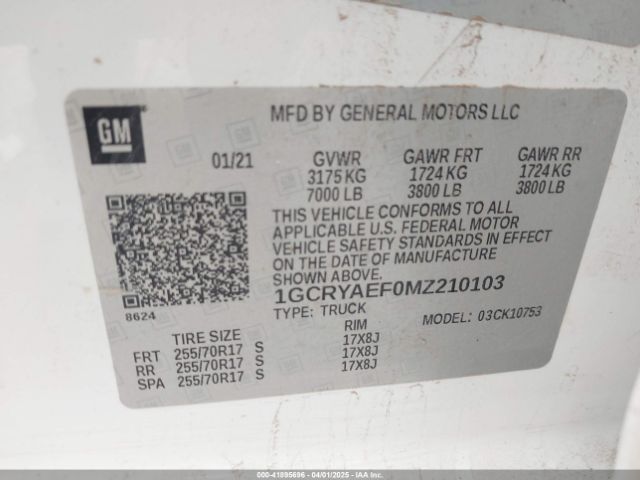 MFD BY GENERAL MOTORS LLC
GM
01/21 GVWR GAWR FRT GAWR RR
3175 KG 1724 KG 1724 KG
7000 LB 3800 LB 3800 LB
THIS VEHICLE CONFORMS TO ALL
APPLICABLE U.S. FEDERAL MOTOR
VEHICLE SAFETY STANDARDS IN EFFECT
ON THE DATE OF MANUFACTURE
SHOWN ABOVE.
1GCRYAEF0MZ210103
8624
TYPE: TRUCK MODEL: 03CK10753
TIRE SIZE RIM
FRT 255/70R17 S 17X8J
RR 255/70R17 S 17X8J
SPA 255/70R17 S 17X8J
000-41895696 - 04/01/2025 - IAAI.COM